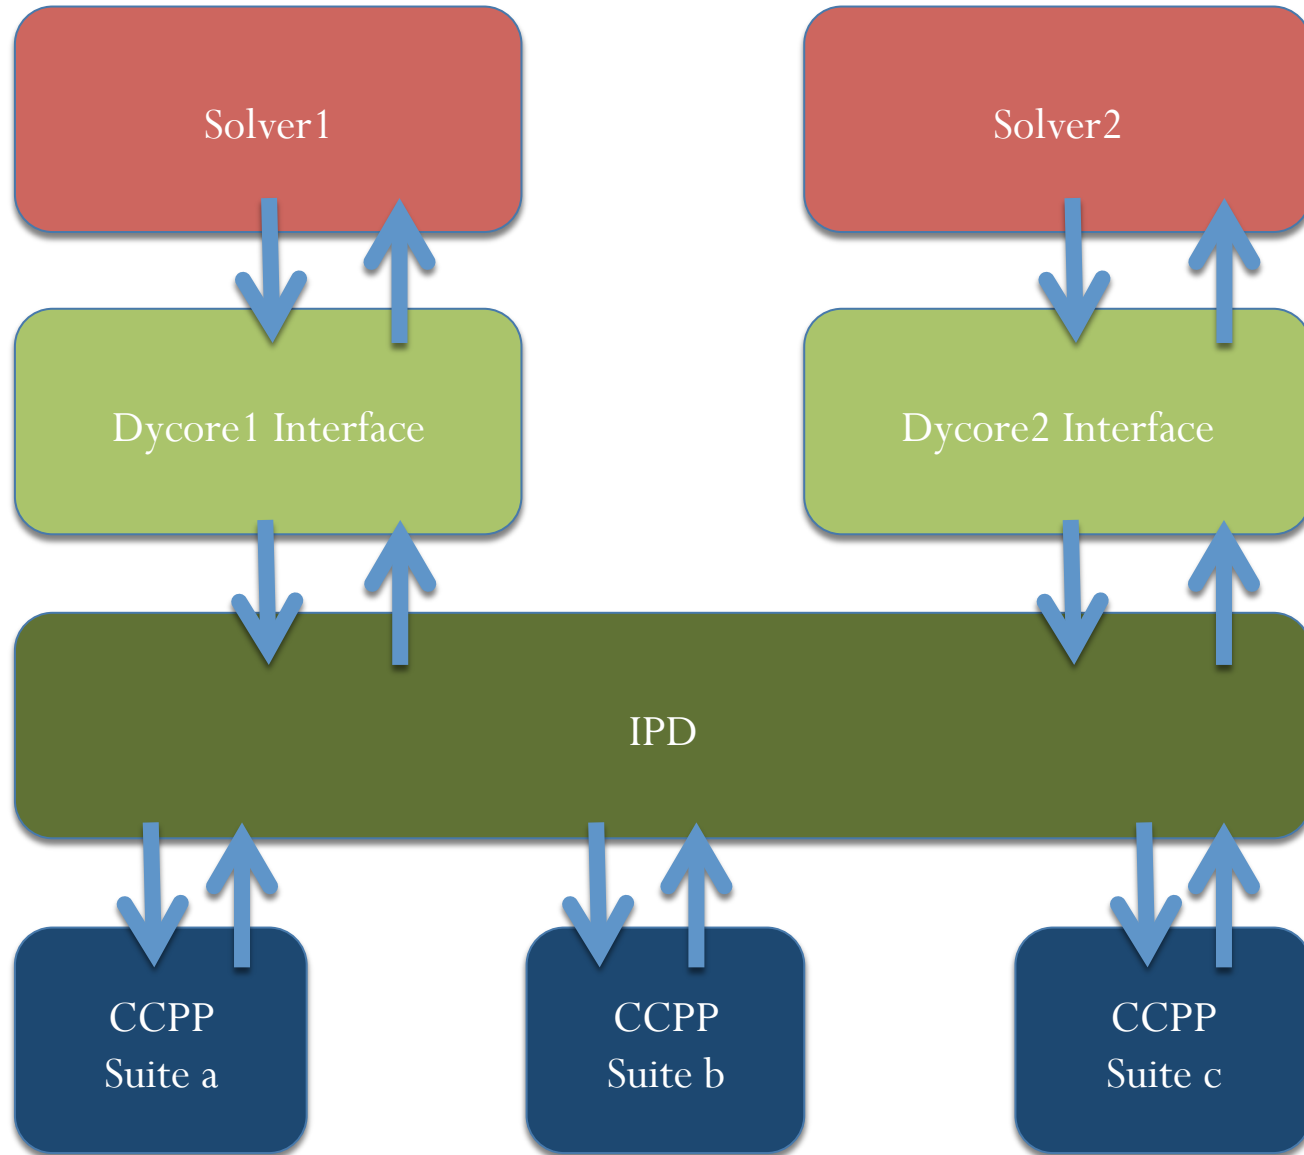 Solver1
Solver2
Dycore1 Interface
Dycore2 Interface
IPD
CCPP
Suite a
CCPP
Suite b
CCPP
Suite c